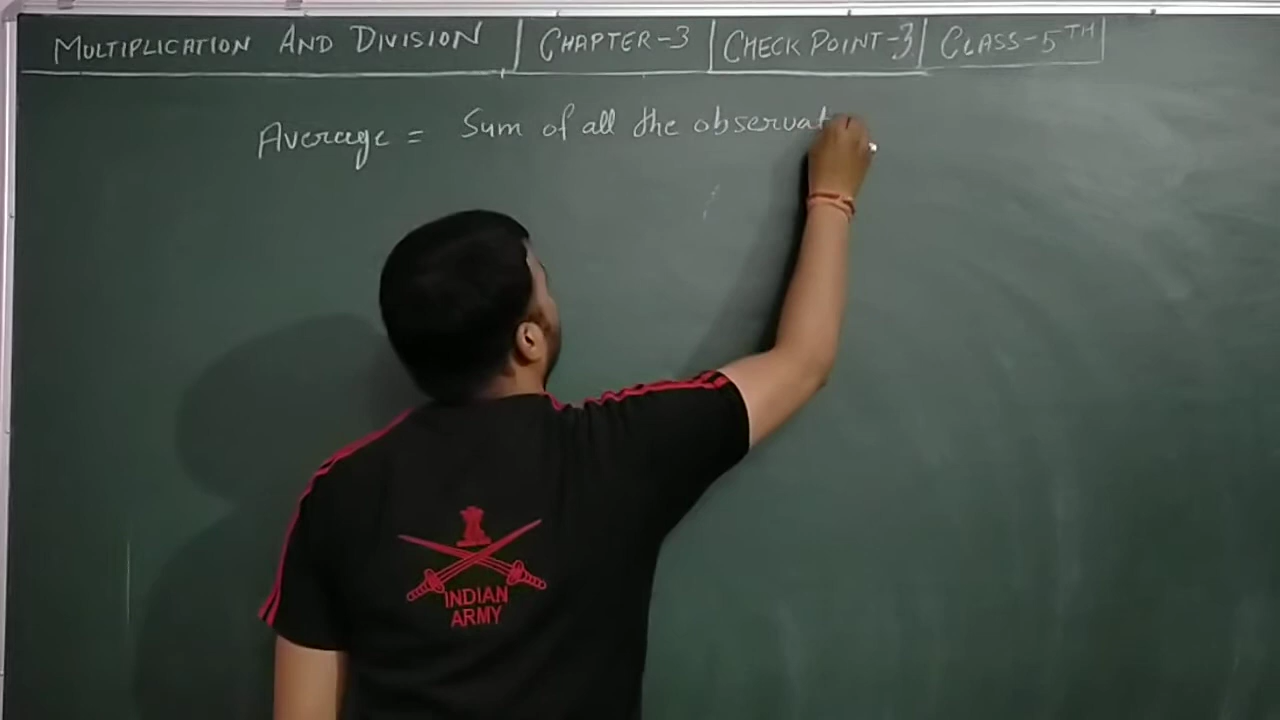 MULTIPLICATION AND DIVISION | CHAPTER-3 | CHECK POINT-3 | CLASS-5TH
Average = Sum of all the observat
INDIAN
ARMY